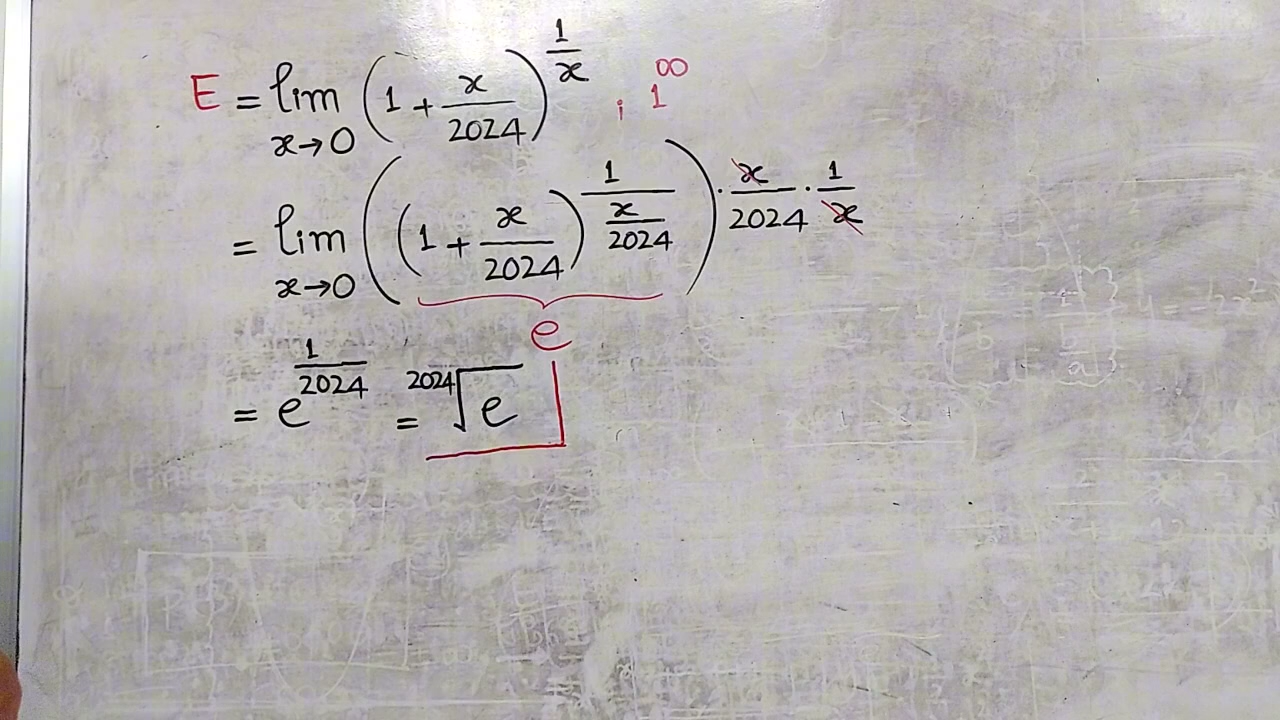 E = lim x→0 (1 + x/2024)^(1/x) , 1^∞
= lim x→0 ((1 + x/2024)^(1/(x/2024)))^(· x/2024 · 1/x)
e
= e^(1/2024) = ²⁰²⁴√e